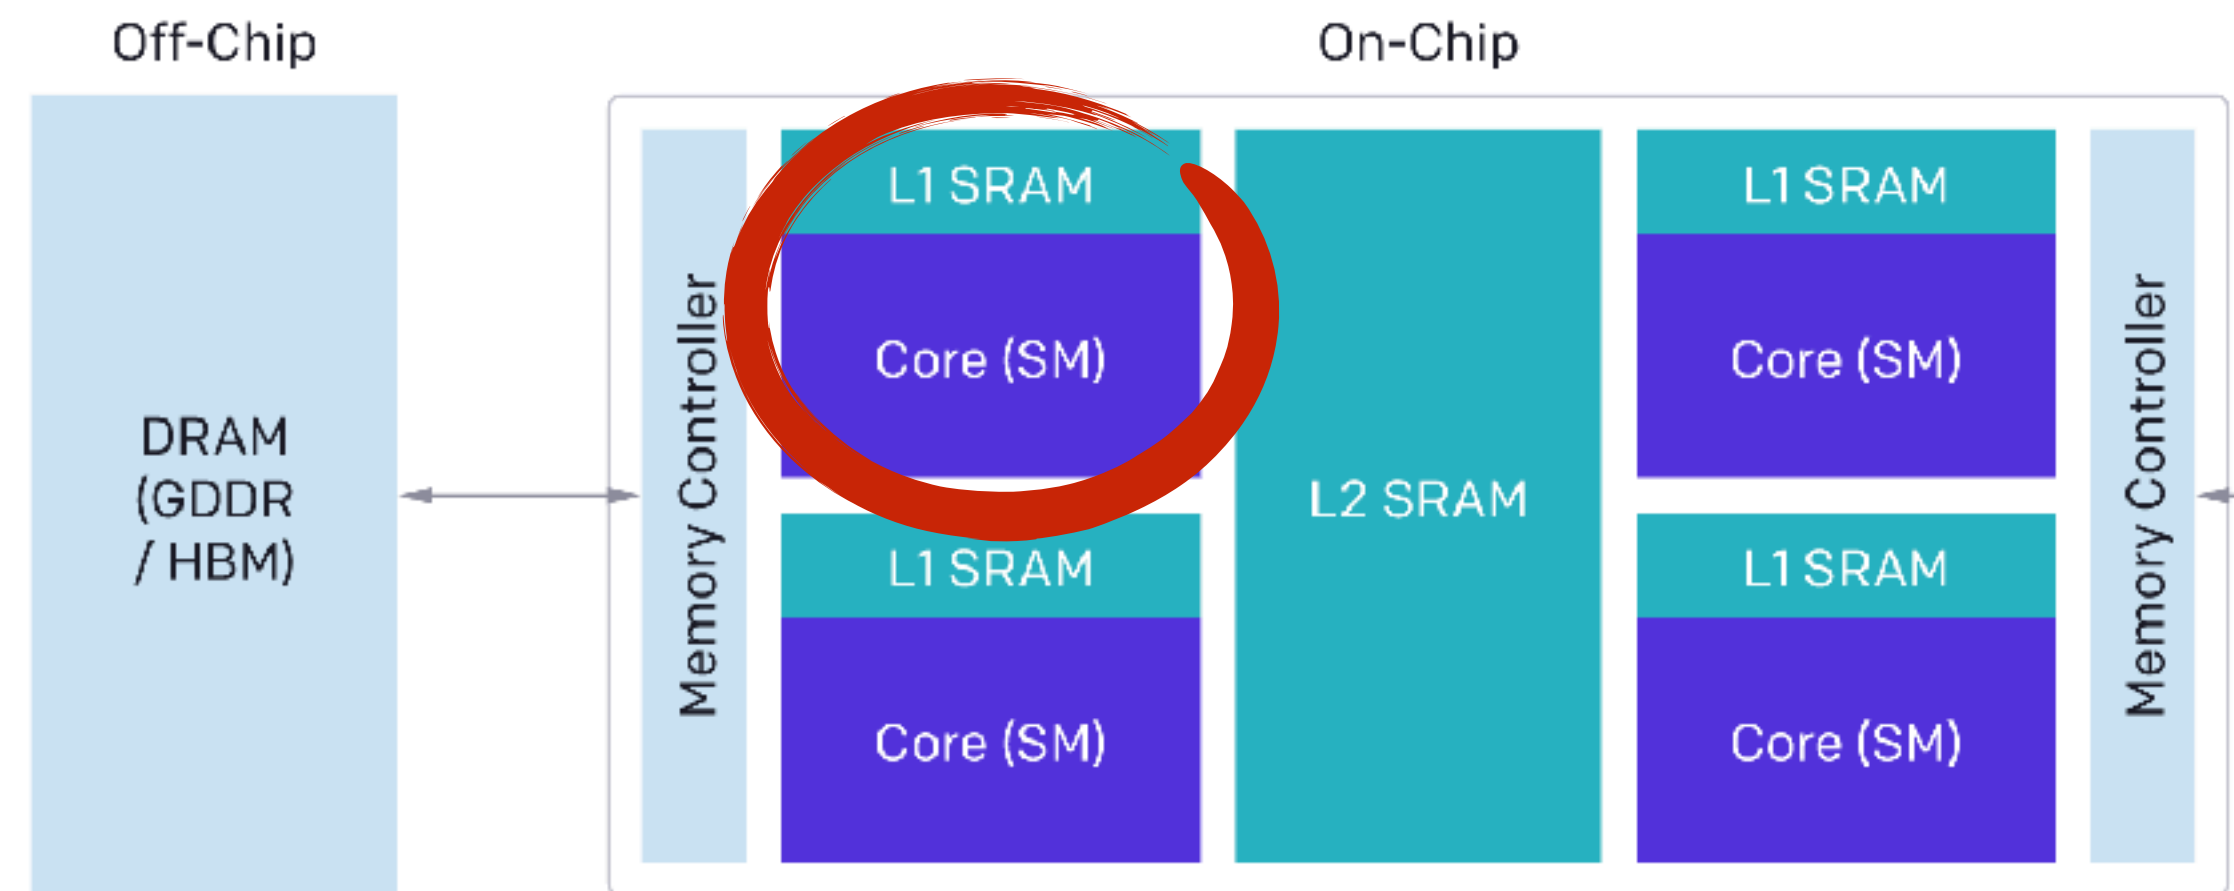 Off-Chip
On-Chip
DRAM
(GDDR
/ HBM)
Memory Controller
L1 SRAM
Core (SM)
L1 SRAM
Core (SM)
L2 SRAM
L1 SRAM
Core (SM)
L1 SRAM
Core (SM)
Memory Controller